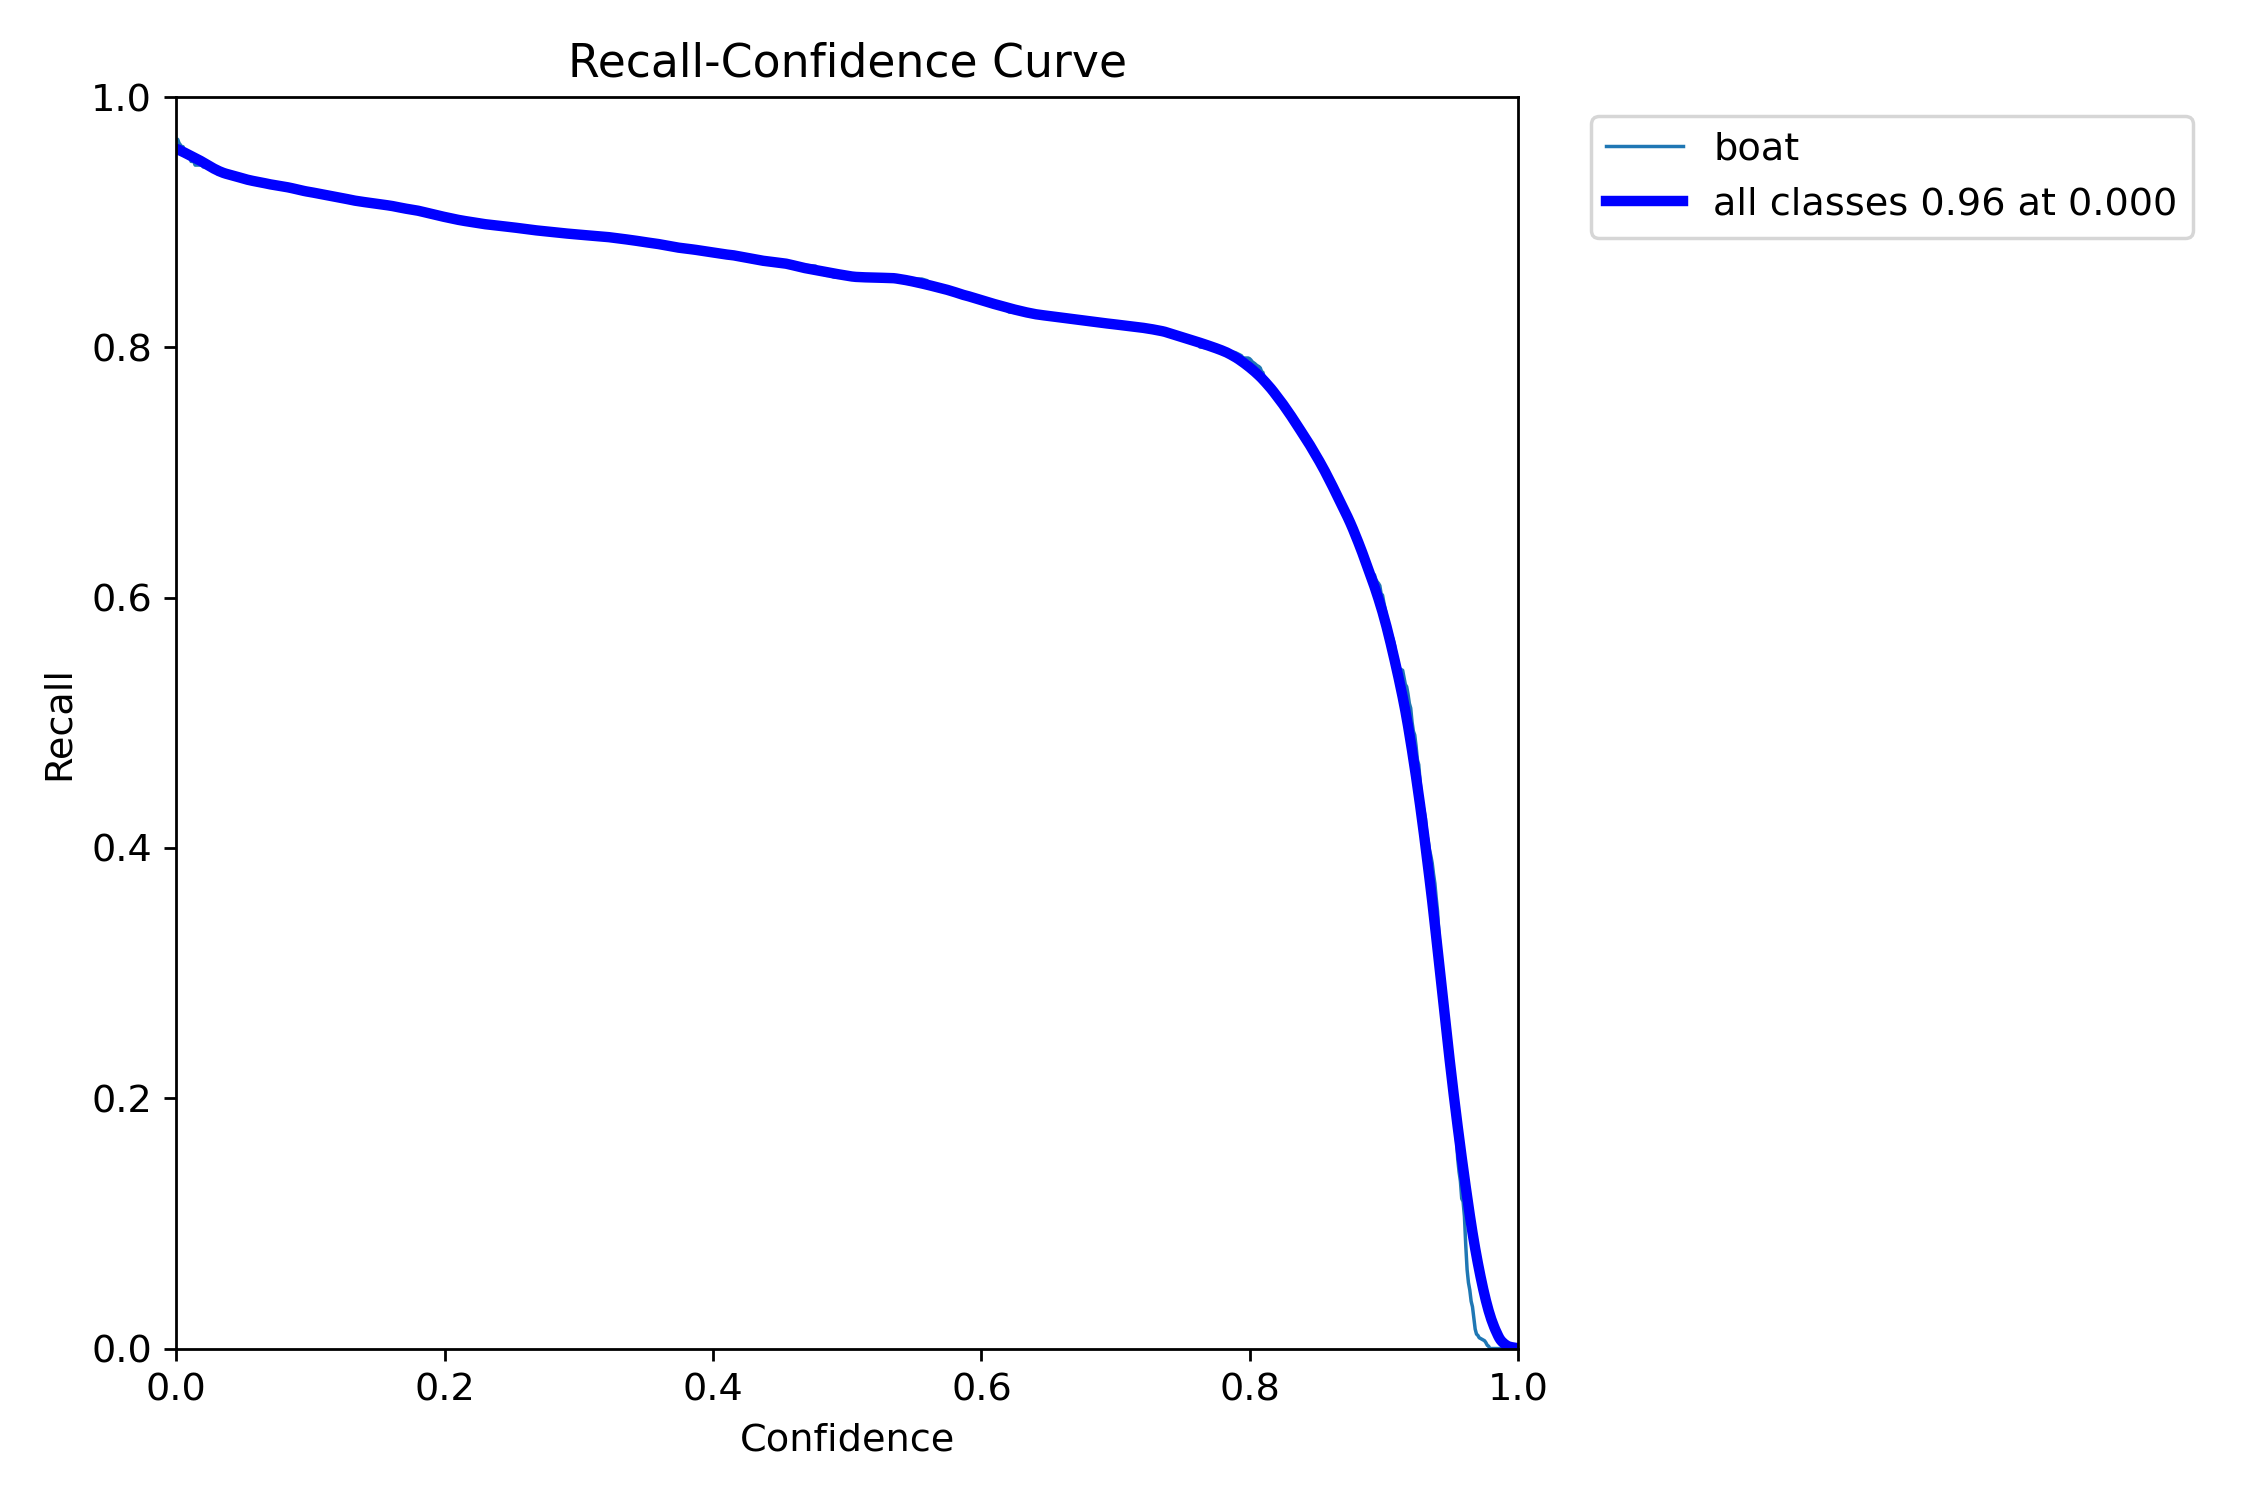 Recall-Confidence Curve
1.0
0.8
0.6
0.4
0.2
0.0
Recall
0.0 0.2 0.4 0.6 0.8 1.0
Confidence
boat
all classes 0.96 at 0.000